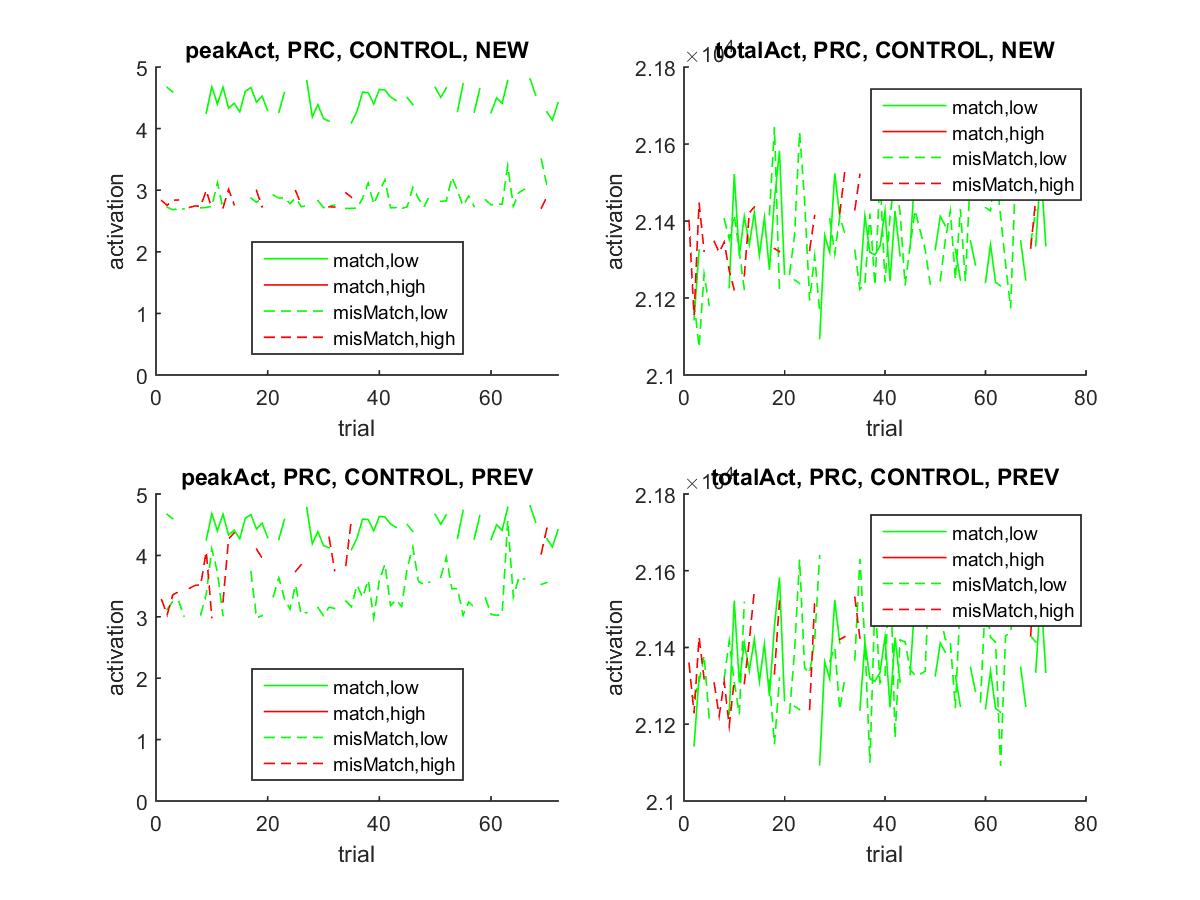 peakAct, PRC, CONTROL, NEW
5
4
3
2
1
0
activation
match,low
match,high
misMatch,low
misMatch,high
0 20 40 60
trial
totalAct, PRC, CONTROL, NEW
×10⁴
2.18
2.16
2.14
2.12
2.1
activation
match,low
match,high
misMatch,low
misMatch,high
0 20 40 60 80
trial
peakAct, PRC, CONTROL, PREV
5
4
3
2
1
0
activation
match,low
match,high
misMatch,low
misMatch,high
0 20 40 60
trial
totalAct, PRC, CONTROL, PREV
×10⁴
2.18
2.16
2.14
2.12
2.1
activation
match,low
match,high
misMatch,low
misMatch,high
0 20 40 60 80
trial